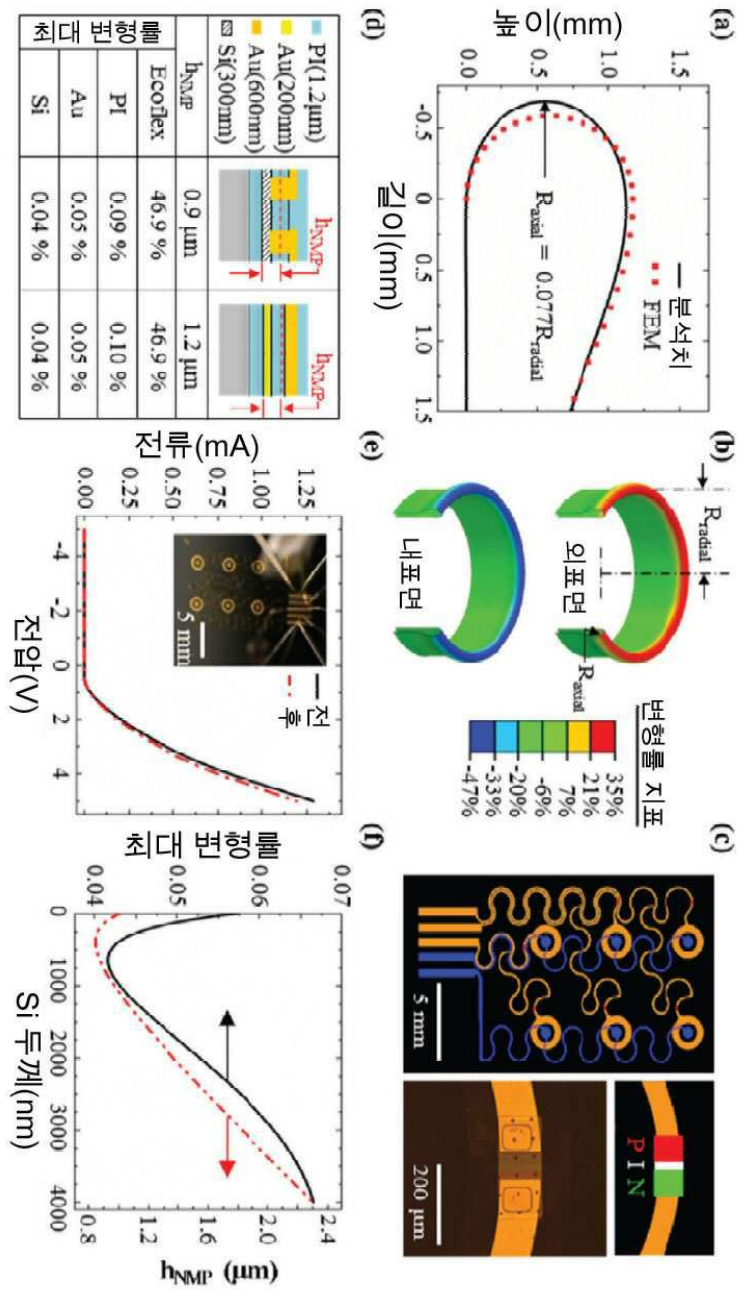 (a)
높이(mm)
1.5
1.0
0.5
0.0
-0.5
0
0.5
1.0
1.5
길이(mm)
분석치
FEM
R_axial = 0.077R_radial
(b)
R_radial
외표면
R_axial
내표면
변형률 지표
35%
21%
7%
-6%
-20%
-33%
-47%
(c)
5 mm
P I N
200 μm
(d)
PI(1.2μm)
Au(200nm)
Au(600nm)
Si(300nm)
h_NMP
h_NMP
h_NMP 0.9 μm 1.2 μm
최대 변형률
Ecoflex 46.9 % 46.9 %
PI 0.09 % 0.10 %
Au 0.05 % 0.05 %
Si 0.04 % 0.04 %
(e)
전류(mA)
1.25
1.00
0.75
0.50
0.25
0.00
-4
-2
0
2
4
전압(V)
전
후
5 mm
(f)
최대 변형률
0.07
0.06
0.05
0.04
0
1000
2000
3000
4000
Si 두께(nm)
2.4
2.0
1.6
1.2
0.8
h_NMP (μm)